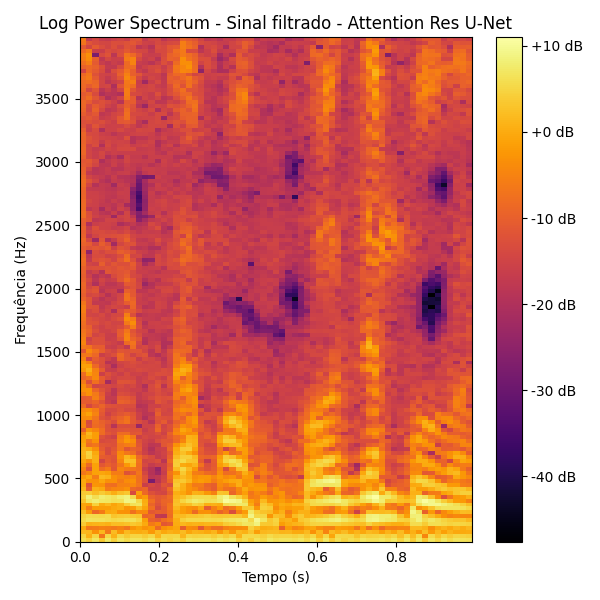 Log Power Spectrum - Sinal filtrado - Attention Res U-Net
+10 dB
3500
+0 dB
3000
-10 dB
2500
Frequência (Hz)
2000
-20 dB
1500
-30 dB
1000
-40 dB
500
0
0.0 0.2 0.4 0.6 0.8
Tempo (s)